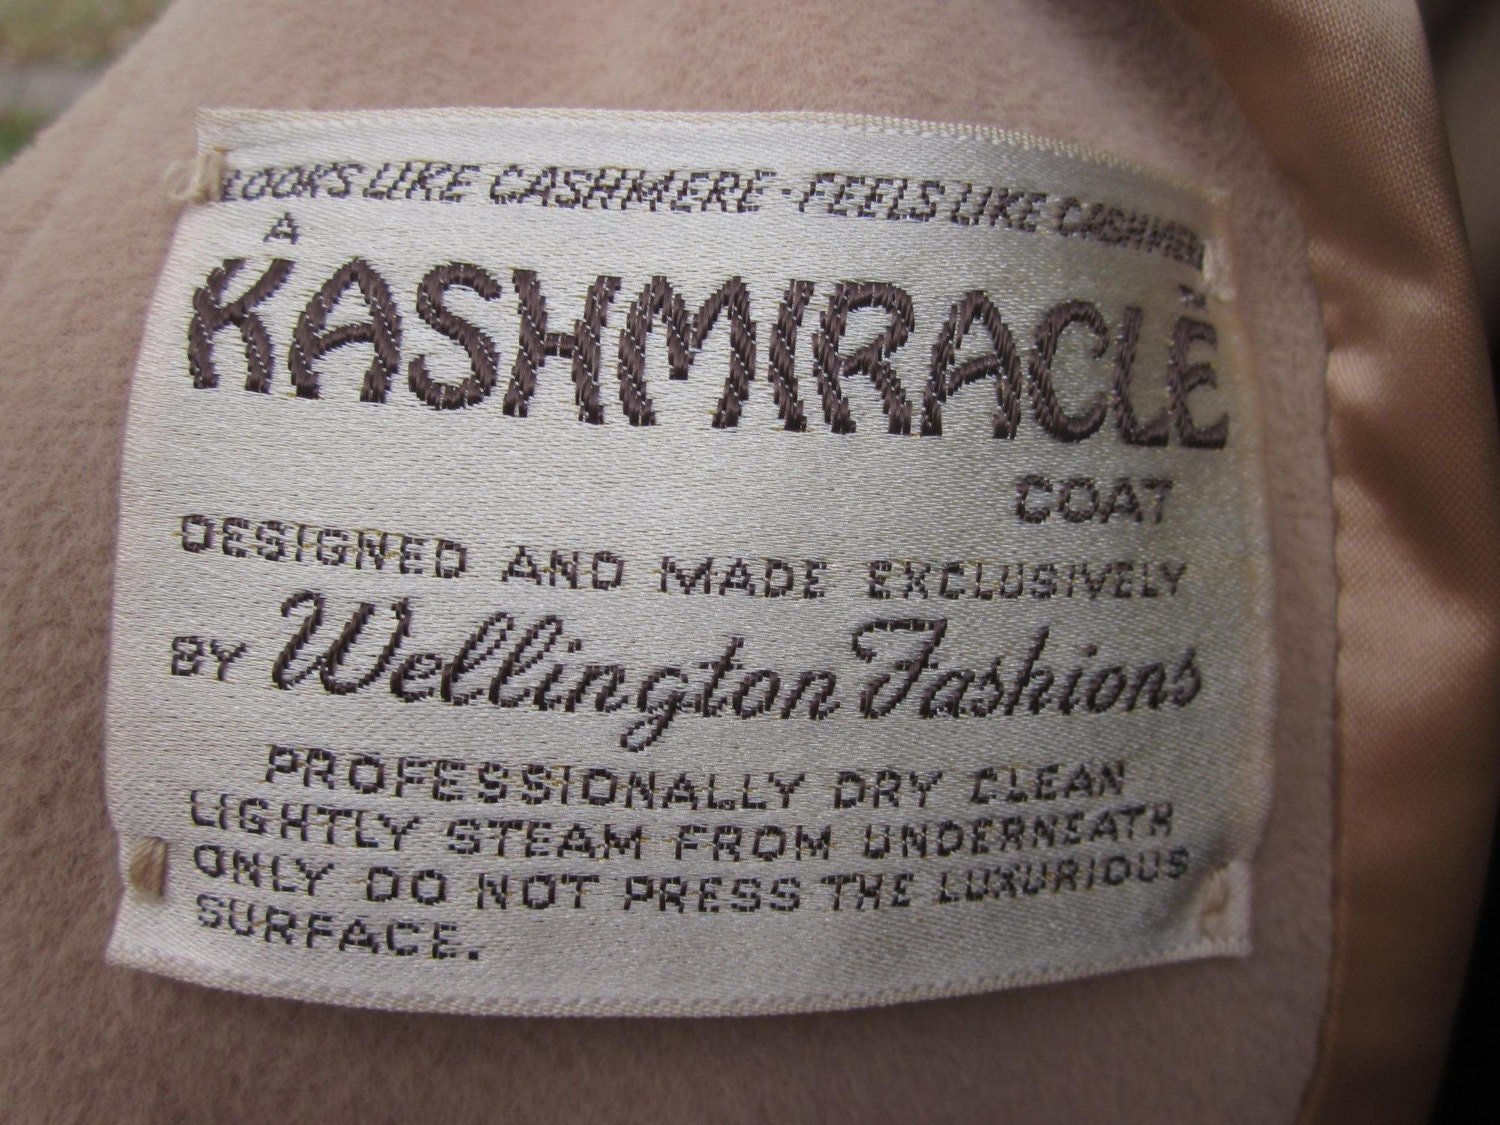 LOOKS LIKE CASHMERE - FEELS LIKE CASHMERE
A
KASHMIRACLE
COAT
DESIGNED AND MADE EXCLUSIVELY
BY Wellington Fashions
PROFESSIONALLY DRY CLEAN
LIGHTLY STEAM FROM UNDERNEATH
ONLY DO NOT PRESS THE LUXURIOUS
SURFACE.